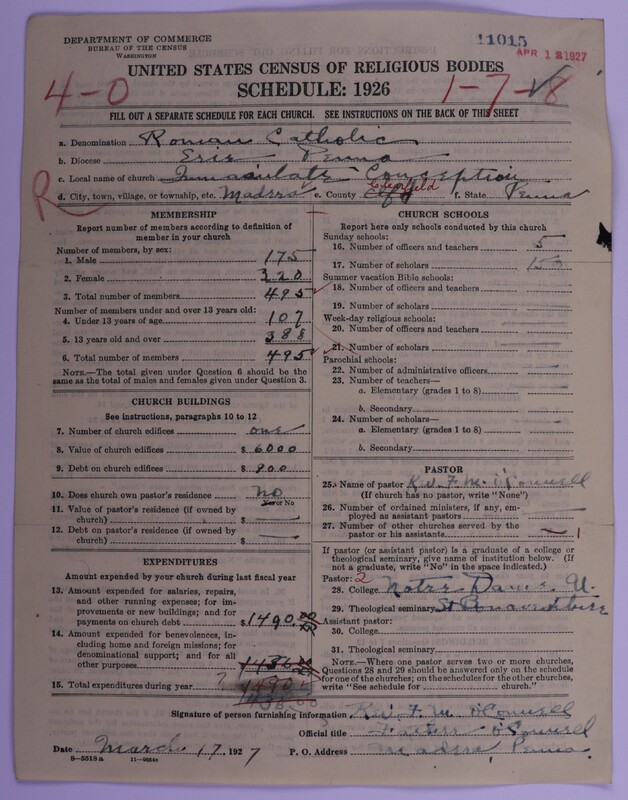 DEPARTMENT OF COMMERCE
BUREAU OF THE CENSUS
WASHINGTON
11015
APR 1 2 1927
UNITED STATES CENSUS OF RELIGIOUS BODIES
SCHEDULE: 1926
4-0
1-7-8
FILL OUT A SEPARATE SCHEDULE FOR EACH CHURCH. SEE INSTRUCTIONS ON THE BACK OF THIS SHEET
a. Denomination Roman Catholic
b. Diocese Erie Penna
c. Local name of church Immaculate Conception
R
d. City, town, village, or township, etc. Madera e. County Clearfield f. State Penna
MEMBERSHIP
Report number of members according to definition of
member in your church
Number of members, by sex:
1. Male 175
2. Female 320
3. Total number of members 495
Number of members under and over 13 years old:
4. Under 13 years of age 107
5. 13 years old and over 388
6. Total number of members 495
NOTE.—The total given under Question 6 should be
the same as the total of males and females given under Question 3.
CHURCH BUILDINGS
See instructions, paragraphs 10 to 12
7. Number of church edifices one
8. Value of church edifices $ 6000
9. Debt on church edifices $ 800
10. Does church own pastor's residence No
Yes or No
11. Value of pastor's residence (if owned by
church) $
12. Debt on pastor's residence (if owned by
church) $
EXPENDITURES
Amount expended by your church during last fiscal year
13. Amount expended for salaries, repairs,
and other running expenses; for im-
provements or new buildings; and for
payments on church debt $ 1490.00
14. Amount expended for benevolences, in-
cluding home and foreign missions; for
denominational support; and for all
other purposes 1436
15. Total expenditures during year ? 1490
CHURCH SCHOOLS
Report here only schools conducted by this church
Sunday schools:
16. Number of officers and teachers 5
17. Number of scholars 150
Summer vacation Bible schools:
18. Number of officers and teachers
19. Number of scholars
Week-day religious schools:
20. Number of officers and teachers
21. Number of scholars
Parochial schools:
22. Number of administrative officers
23. Number of teachers—
a. Elementary (grades 1 to 8)
b. Secondary
24. Number of scholars—
a. Elementary (grades 1 to 8)
b. Secondary
PASTOR
25. Name of pastor Rev. F. M. O'Connell
(If church has no pastor, write "None")
26. Number of ordained ministers, if any, em-
ployed as assistant pastors
27. Number of other churches served by the
pastor or his assistants 1
If pastor (or assistant pastor) is a graduate of a college or
theological seminary, give name of institution below. (If
not a graduate, write "No" in the space indicated.)
Pastor: 2
28. College Notre Dame U.
29. Theological seminary St Bonaventure
Assistant pastor:
30. College
31. Theological seminary
NOTE.—Where one pastor serves two or more churches,
Questions 28 and 29 should be answered only on the schedule
for one of the churches; on the schedules for the other churches,
write "See schedule for church."
Signature of person furnishing information Rev. F. M. O'Connell
Official title O'Connell
Date March 17, 1927 P. O. Address Madera Penna
8-5518a 11-9654s